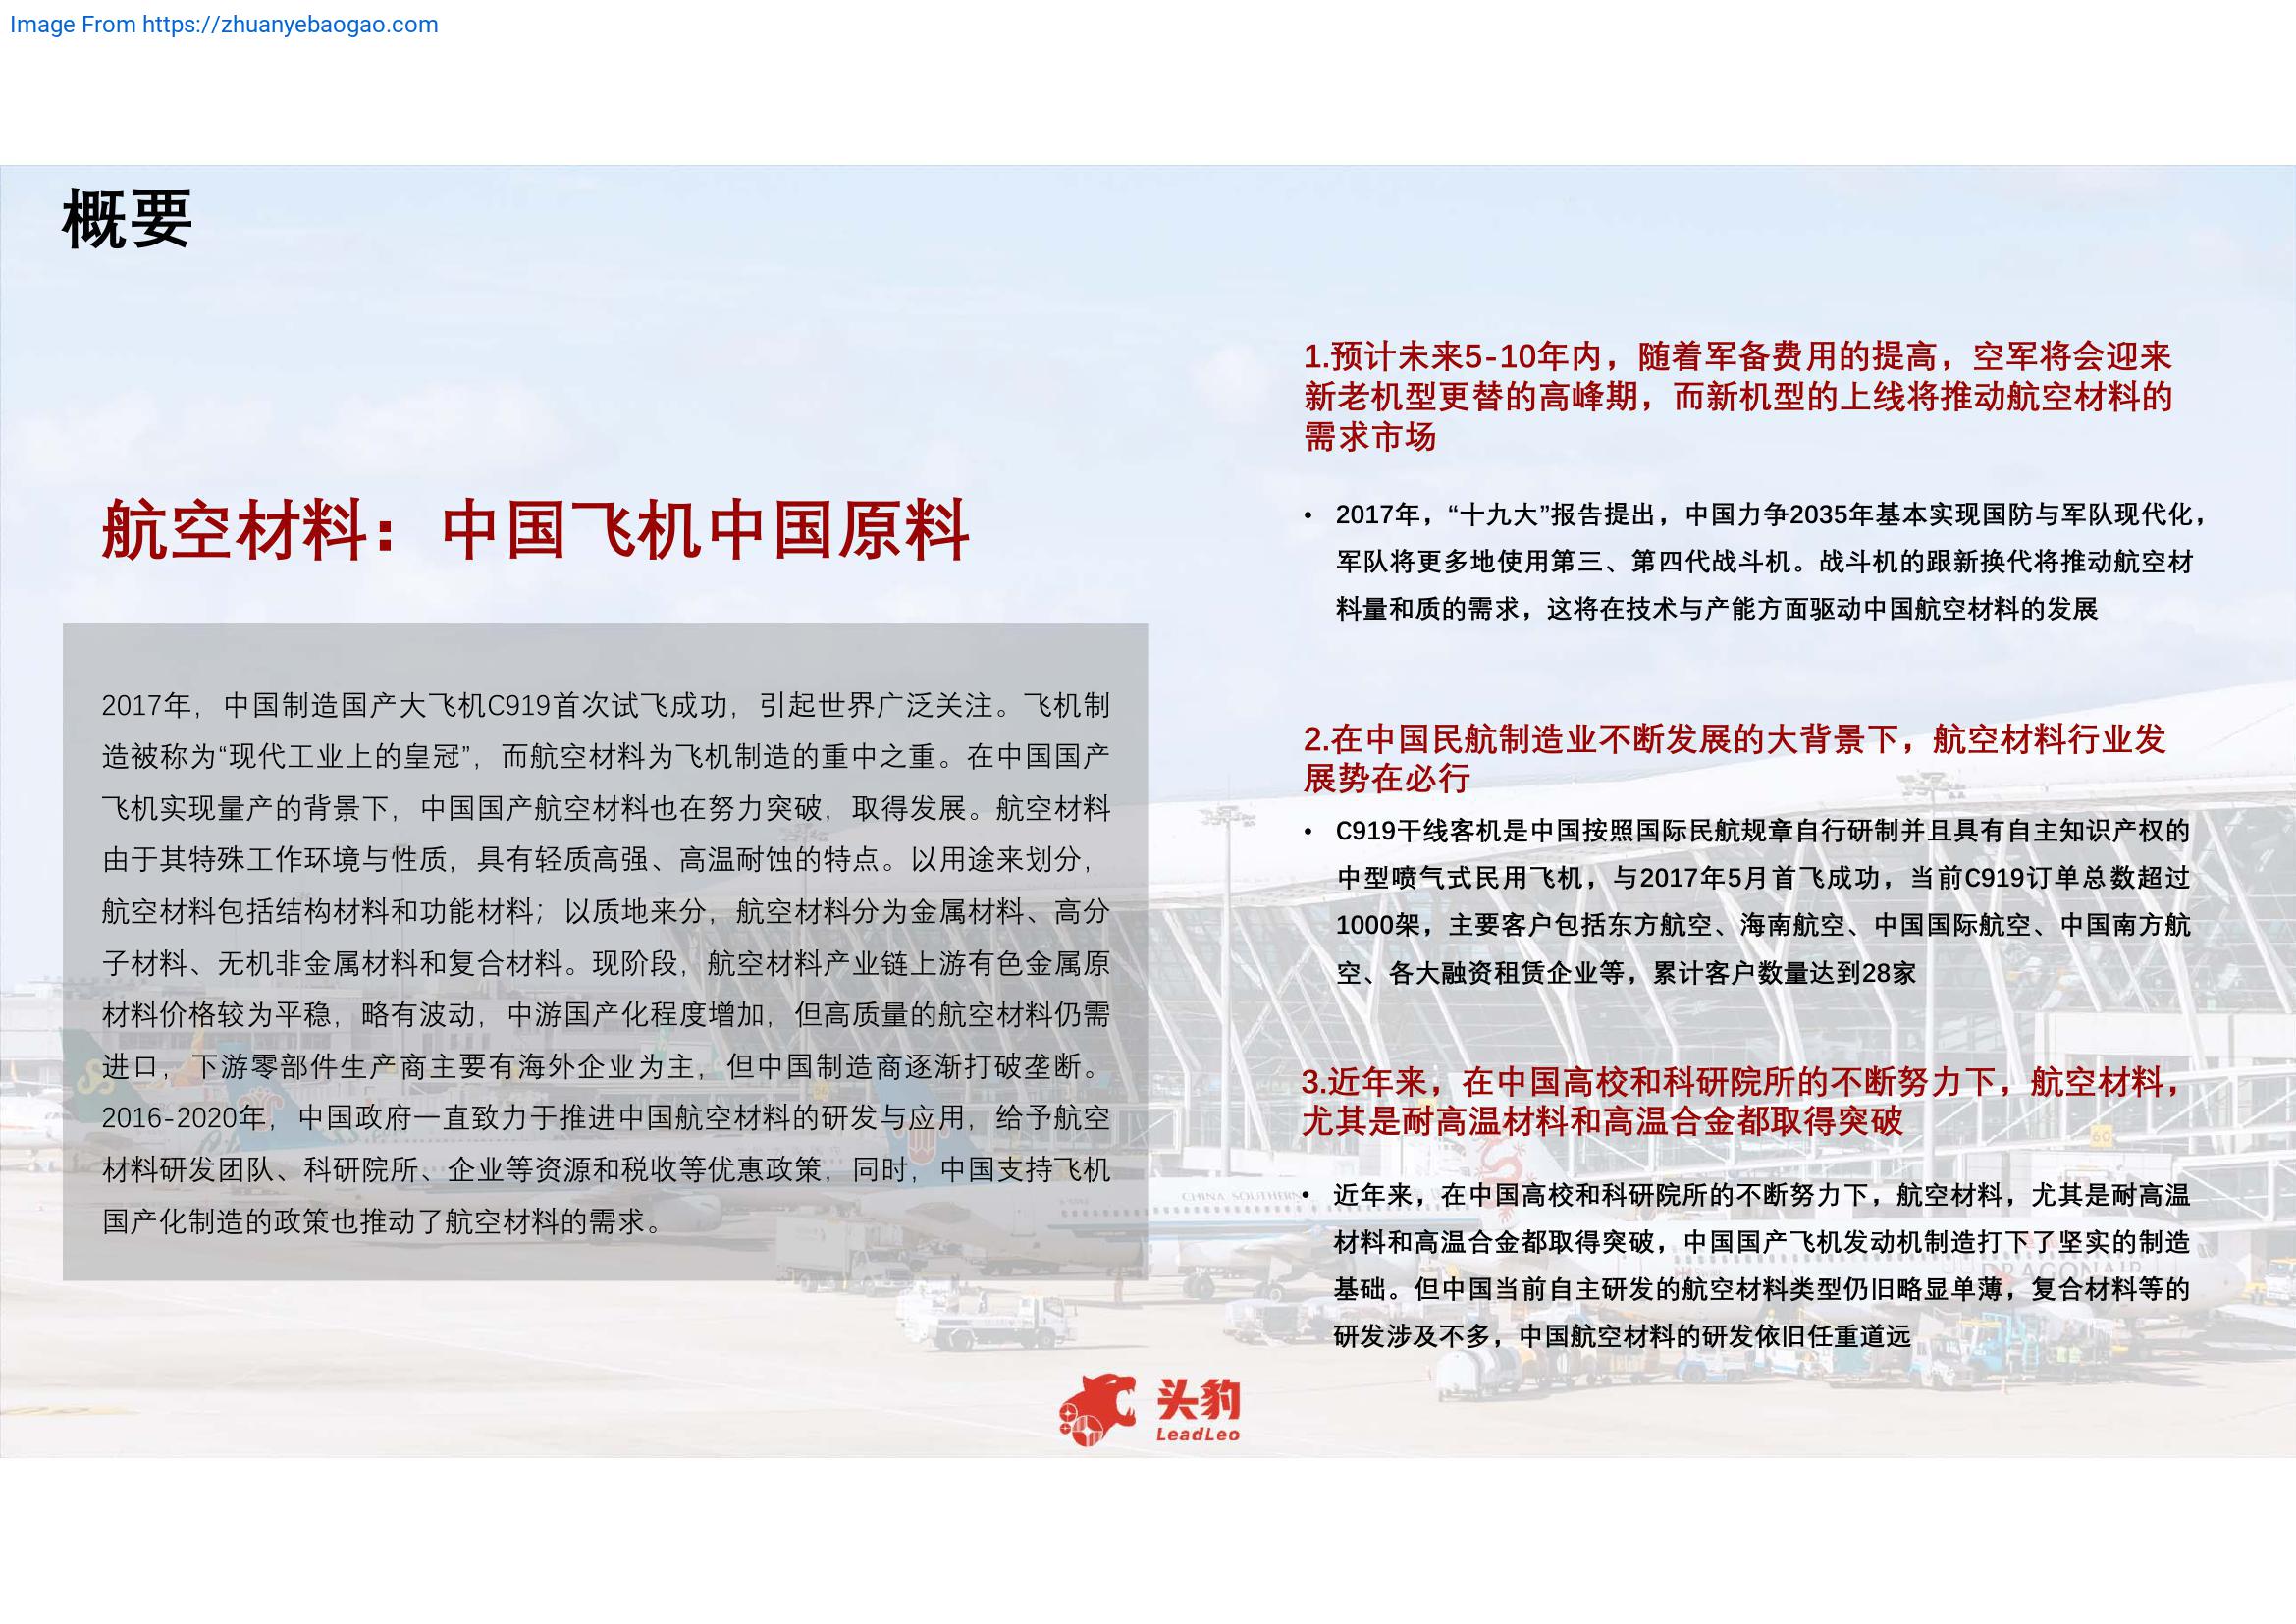 Image From https://zhuanyebaogao.com
概要
航空材料：中国飞机中国原料
2017年，中国制造国产大飞机C919首次试飞成功，引起世界广泛关注。飞机制
造被称为“现代工业上的皇冠”，而航空材料为飞机制造的重中之重。在中国国产
飞机实现量产的背景下，中国国产航空材料也在努力突破，取得发展。航空材料
由于其特殊工作环境与性质，具有轻质高强、高温耐蚀的特点。以用途来划分，
航空材料包括结构材料和功能材料；以质地来分，航空材料分为金属材料、高分
子材料、无机非金属材料和复合材料。现阶段，航空材料产业链上游有色金属原
材料价格较为平稳，略有波动，中游国产化程度增加，但高质量的航空材料仍需
进口，下游零部件生产商主要有海外企业为主，但中国制造商逐渐打破垄断。
2016-2020年，中国政府一直致力于推进中国航空材料的研发与应用，给予航空
材料研发团队、科研院所、企业等资源和税收等优惠政策，同时，中国支持飞机
国产化制造的政策也推动了航空材料的需求。
1.预计未来5-10年内，随着军备费用的提高，空军将会迎来
新老机型更替的高峰期，而新机型的上线将推动航空材料的
需求市场
• 2017年，“十九大”报告提出，中国力争2035年基本实现国防与军队现代化，
军队将更多地使用第三、第四代战斗机。战斗机的跟新换代将推动航空材
料量和质的需求，这将在技术与产能方面驱动中国航空材料的发展
2.在中国民航制造业不断发展的大背景下，航空材料行业发
展势在必行
• C919干线客机是中国按照国际民航规章自行研制并且具有自主知识产权的
中型喷气式民用飞机，与2017年5月首飞成功，当前C919订单总数超过
1000架，主要客户包括东方航空、海南航空、中国国际航空、中国南方航
空、各大融资租赁企业等，累计客户数量达到28家
3.近年来，在中国高校和科研院所的不断努力下，航空材料，
尤其是耐高温材料和高温合金都取得突破
• 近年来，在中国高校和科研院所的不断努力下，航空材料，尤其是耐高温
材料和高温合金都取得突破，中国国产飞机发动机制造打下了坚实的制造
基础。但中国当前自主研发的航空材料类型仍旧略显单薄，复合材料等的
研发涉及不多，中国航空材料的研发依旧任重道远
CHINA SOUTHERN
DRAGONAIR
60
头豹
LeadLeo